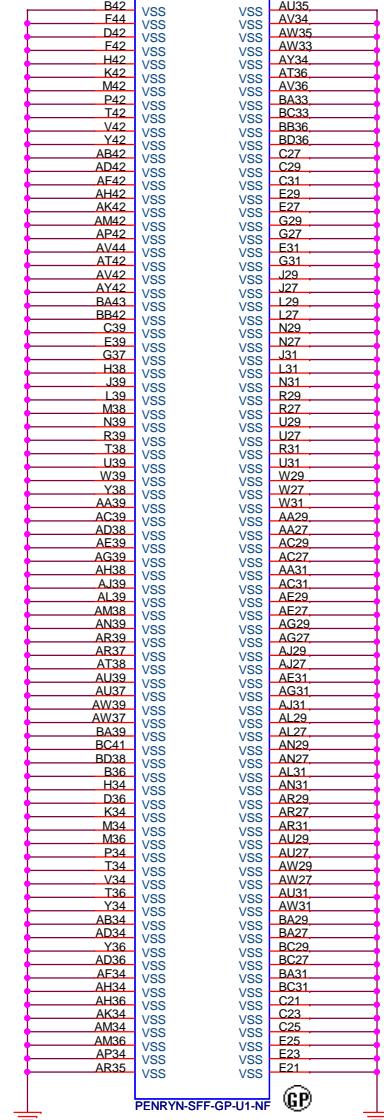 B42 VSS VSS AU35
F44 VSS VSS AV34
D42 VSS VSS AW35
F42 VSS VSS AW33
H42 VSS VSS AY34
K42 VSS VSS AT36
M42 VSS VSS AV36
P42 VSS VSS BA33
T42 VSS VSS BC33
V42 VSS VSS BB36
Y42 VSS VSS BD36
AB42 VSS VSS C27
AD42 VSS VSS C29
AF42 VSS VSS C31
AH42 VSS VSS E29
AK42 VSS VSS E27
AM42 VSS VSS G29
AP42 VSS VSS G27
AV44 VSS VSS E31
AT42 VSS VSS G31
AV42 VSS VSS J29
AY42 VSS VSS J27
BA43 VSS VSS L29
BB42 VSS VSS L27
C39 VSS VSS N29
E39 VSS VSS N27
G37 VSS VSS J31
H38 VSS VSS L31
J39 VSS VSS N31
L39 VSS VSS R29
M38 VSS VSS R27
N39 VSS VSS U29
R39 VSS VSS U27
T38 VSS VSS R31
U39 VSS VSS U31
W39 VSS VSS W29
Y38 VSS VSS W27
AA39 VSS VSS W31
AC39 VSS VSS AA29
AD38 VSS VSS AA27
AE39 VSS VSS AC29
AG39 VSS VSS AC27
AH38 VSS VSS AA31
AJ39 VSS VSS AC31
AL39 VSS VSS AE29
AM38 VSS VSS AE27
AN39 VSS VSS AG29
AR39 VSS VSS AG27
AR37 VSS VSS AJ29
AT38 VSS VSS AJ27
AU39 VSS VSS AE31
AU37 VSS VSS AG31
AW39 VSS VSS AJ31
AW37 VSS VSS AL29
BA39 VSS VSS AL27
BC41 VSS VSS AN29
BD38 VSS VSS AN27
B36 VSS VSS AL31
H34 VSS VSS AN31
D36 VSS VSS AR29
K34 VSS VSS AR27
M34 VSS VSS AR31
M36 VSS VSS AU29
P34 VSS VSS AU27
T34 VSS VSS AW29
V34 VSS VSS AW27
T36 VSS VSS AU31
Y34 VSS VSS AW31
AB34 VSS VSS BA29
AD34 VSS VSS BA27
Y36 VSS VSS BC29
AD36 VSS VSS BC27
AF34 VSS VSS BA31
AH34 VSS VSS BC31
AH36 VSS VSS C21
AK34 VSS VSS C23
AM34 VSS VSS C25
AM36 VSS VSS E25
AP34 VSS VSS E23
AR35 VSS VSS E21
PENRYN-SFF-GP-U1-NF GP